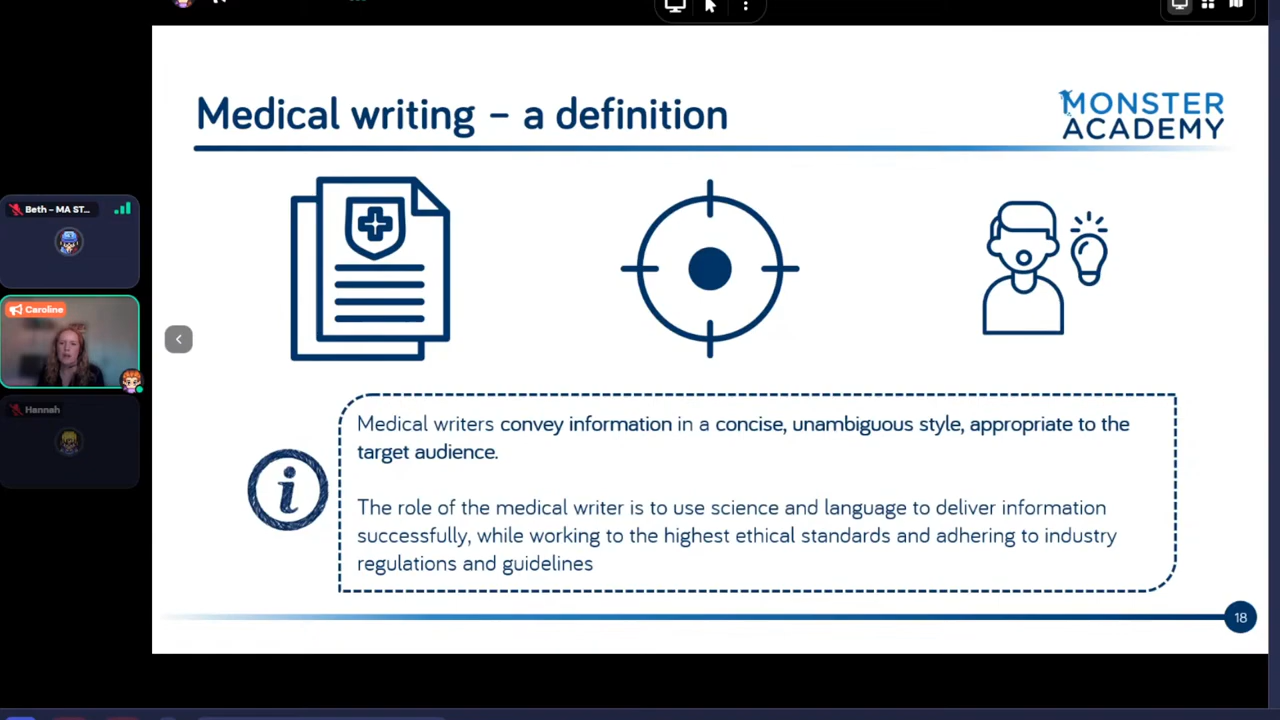 Medical writing – a definition
MONSTER
ACADEMY
Beth – MA ST...
Caroline
Hannah
Medical writers convey information in a concise, unambiguous style, appropriate to the
target audience.
The role of the medical writer is to use science and language to deliver information
successfully, while working to the highest ethical standards and adhering to industry
regulations and guidelines
18